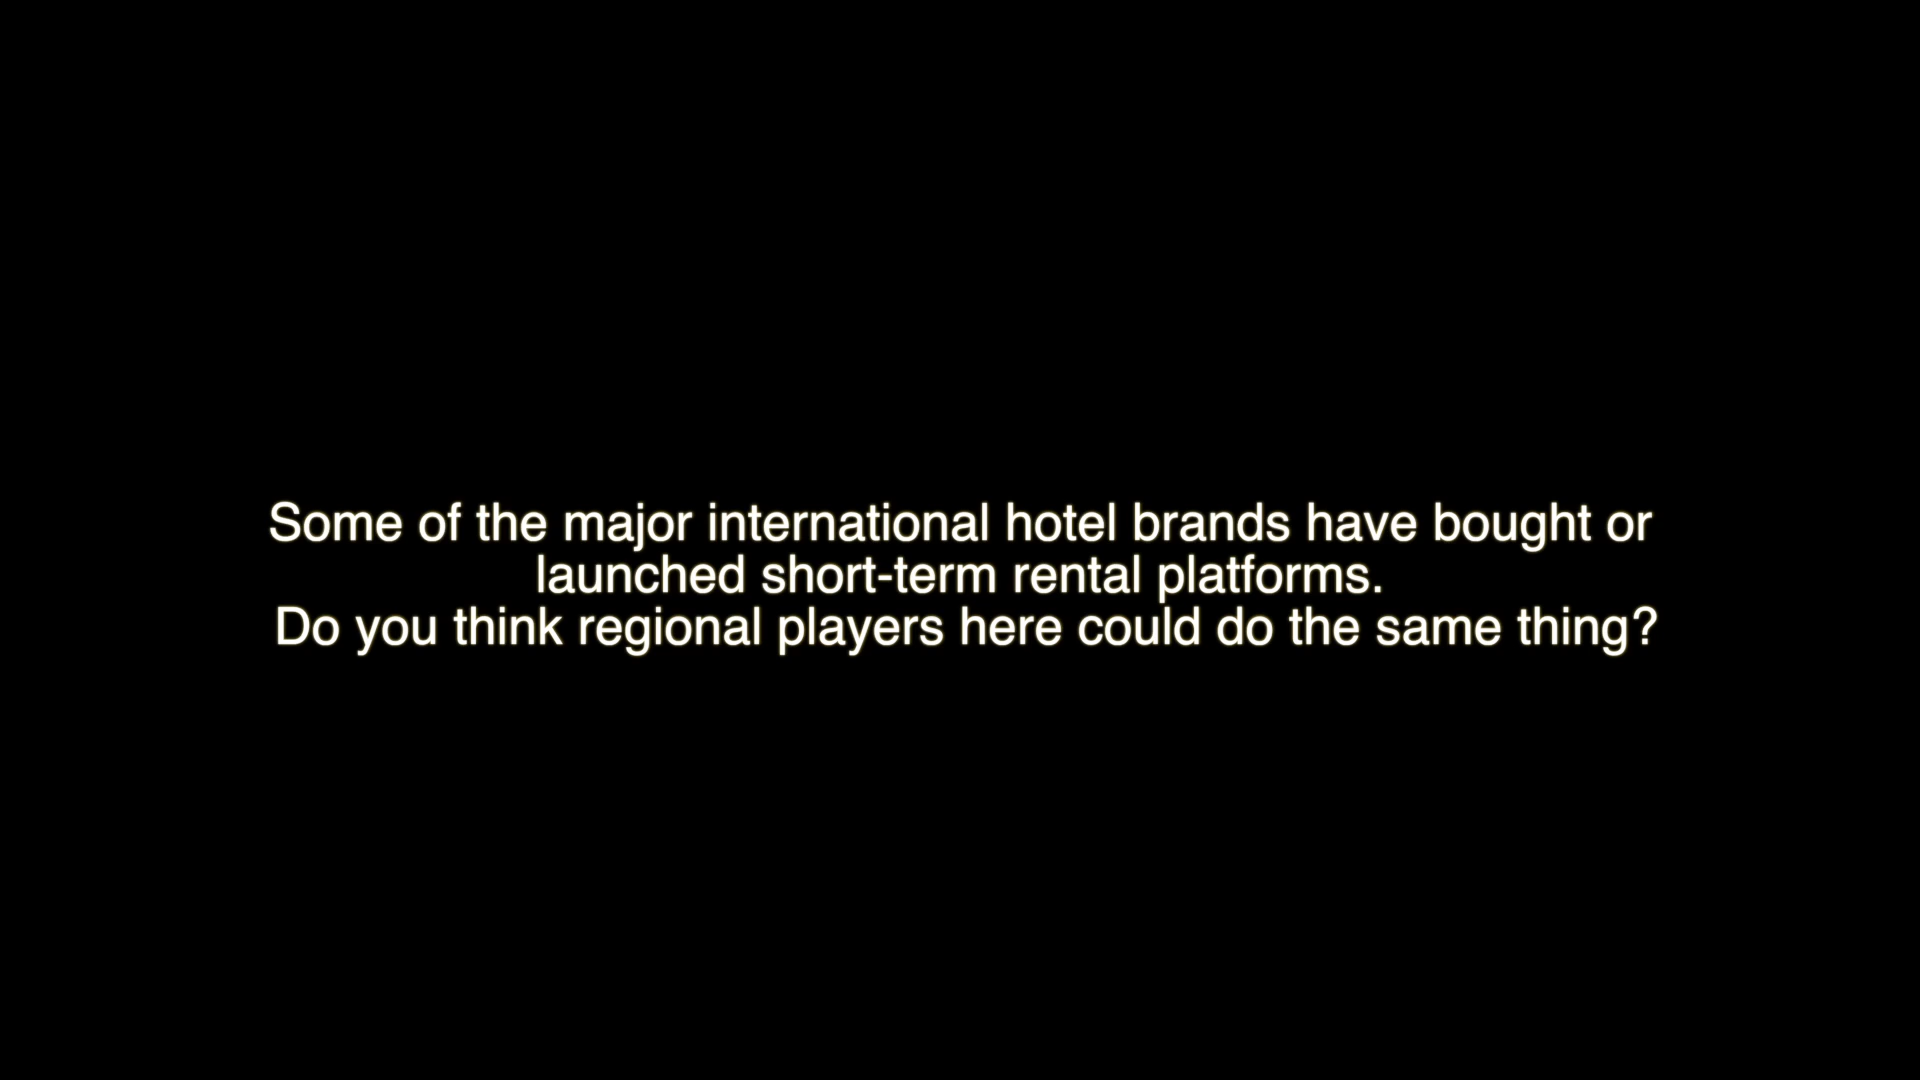 Some of the major international hotel brands have bought or
launched short-term rental platforms.
Do you think regional players here could do the same thing?